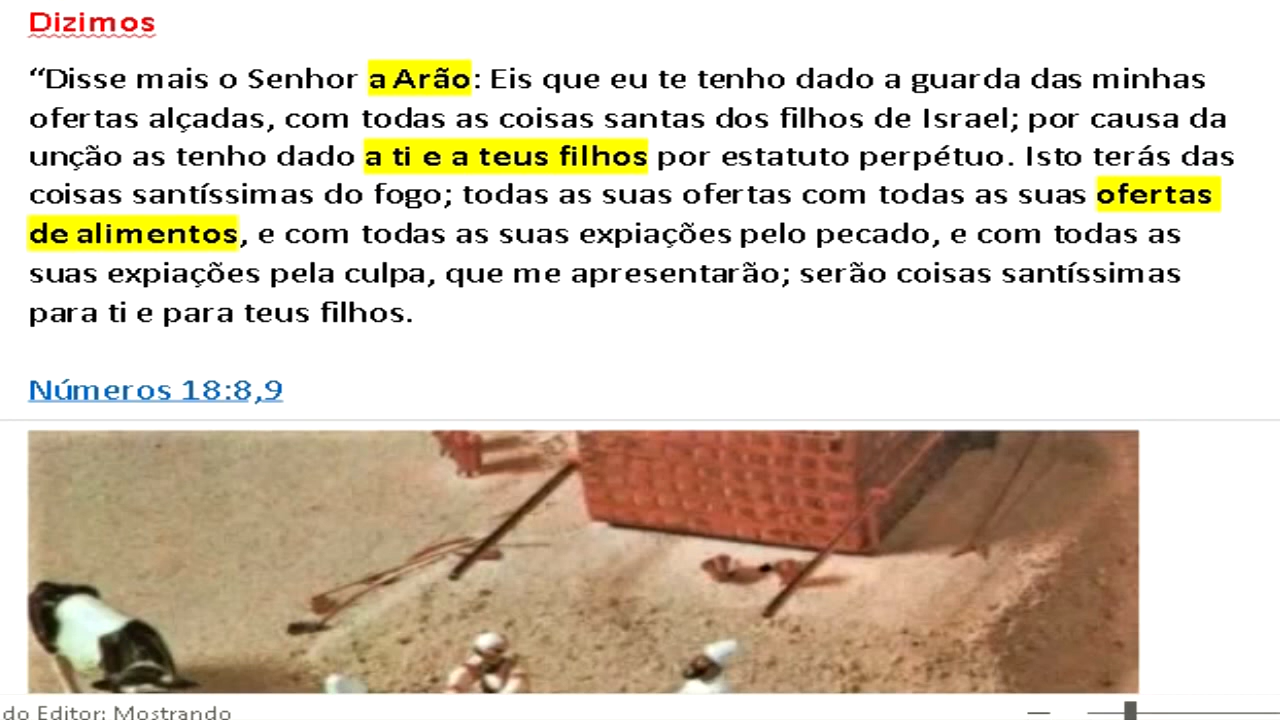 Dizimos
“Disse mais o Senhor a Arão: Eis que eu te tenho dado a guarda das minhas
ofertas alçadas, com todas as coisas santas dos filhos de Israel; por causa da
unção as tenho dado a ti e a teus filhos por estatuto perpétuo. Isto terás das
coisas santíssimas do fogo; todas as suas ofertas com todas as suas ofertas
de alimentos, e com todas as suas expiações pelo pecado, e com todas as
suas expiações pela culpa, que me apresentarão; serão coisas santíssimas
para ti e para teus filhos.
Números 18:8,9
do Editor: Mostrando